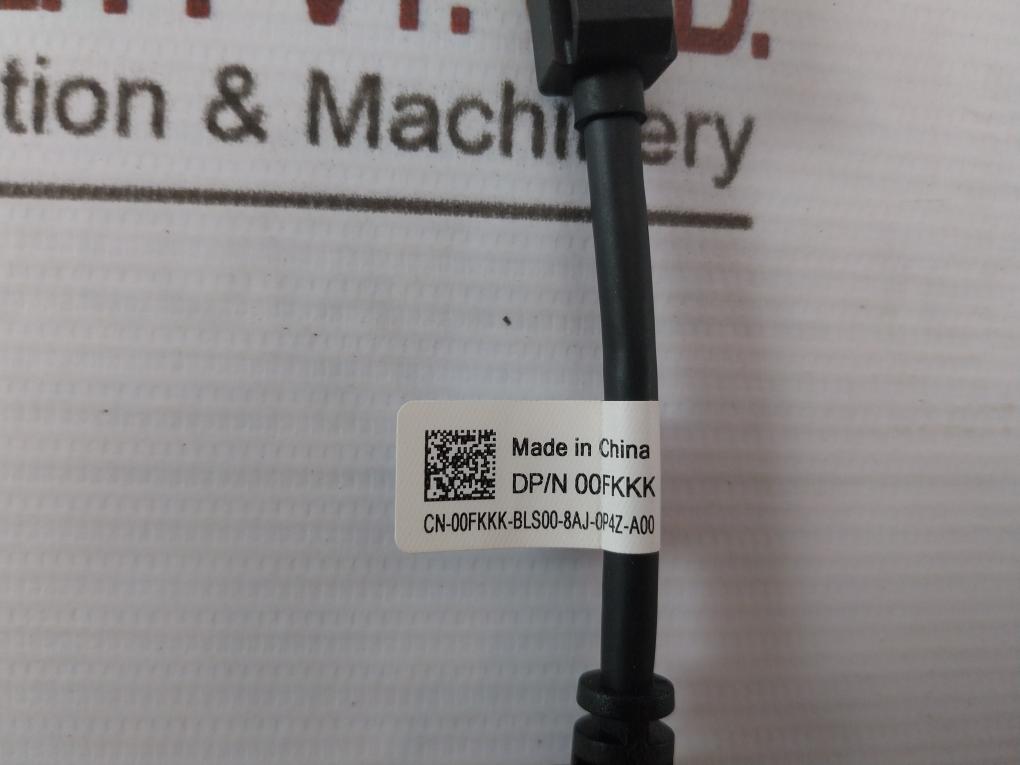 D.
tion & Machinery
Made in China
DP/N 00FKKK
CN-00FKKK-BLS00-8AJ-0P4Z-A00